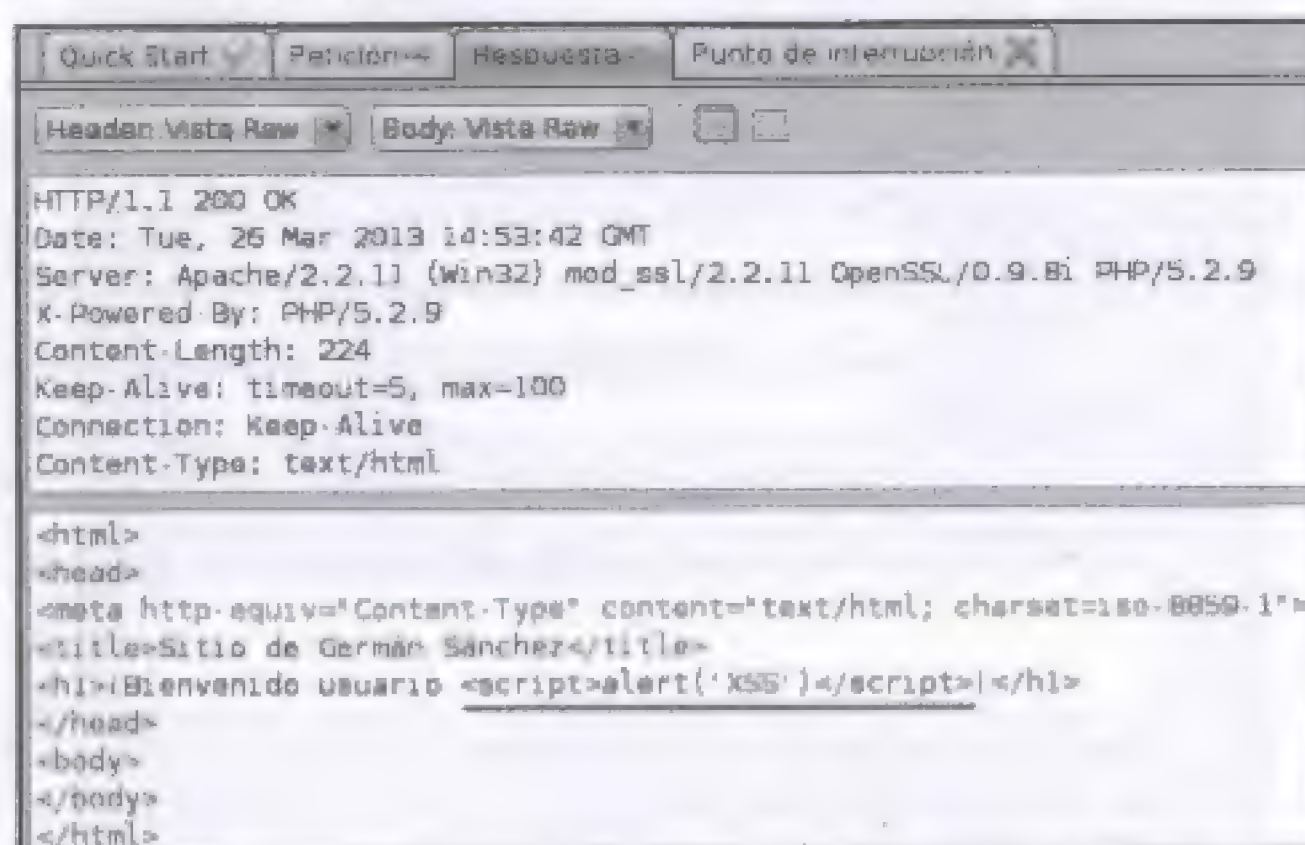 Quick Start Petición Respuesta Punto de interrupción
Header: Vista Raw Body: Vista Raw
HTTP/1.1 200 OK
Date: Tue, 26 Mar 2013 14:53:42 GMT
Server: Apache/2.2.11 (Win32) mod_ssl/2.2.11 OpenSSL/0.9.8i PHP/5.2.9
X-Powered-By: PHP/5.2.9
Content-Length: 224
Keep-Alive: timeout=5, max=100
Connection: Keep-Alive
Content-Type: text/html
<html>
<head>
<meta http-equiv="Content-Type" content="text/html; charset=iso-8859-1">
<title>Sitio de Germán Sánchez</title>
<h1>¡Bienvenido usuario <script>alert('XSS')</script>!</h1>
</head>
<body>
</body>
</html>